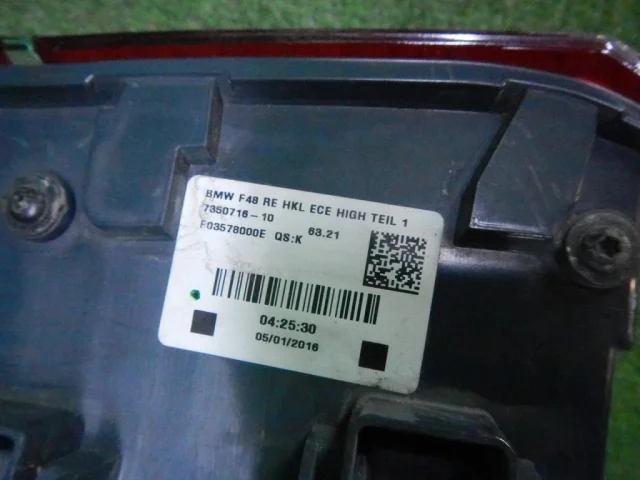 BMW F48 RE HKL ECE HIGH TEIL 1
7350716-10 63.21
F03578000E QS:K
04:25:30
05/01/2016